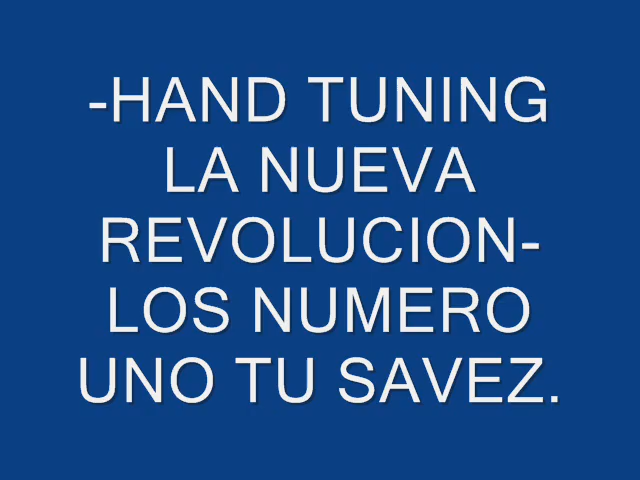 -HAND TUNING
LA NUEVA
REVOLUCION-
LOS NUMERO
UNO TU SAVEZ.